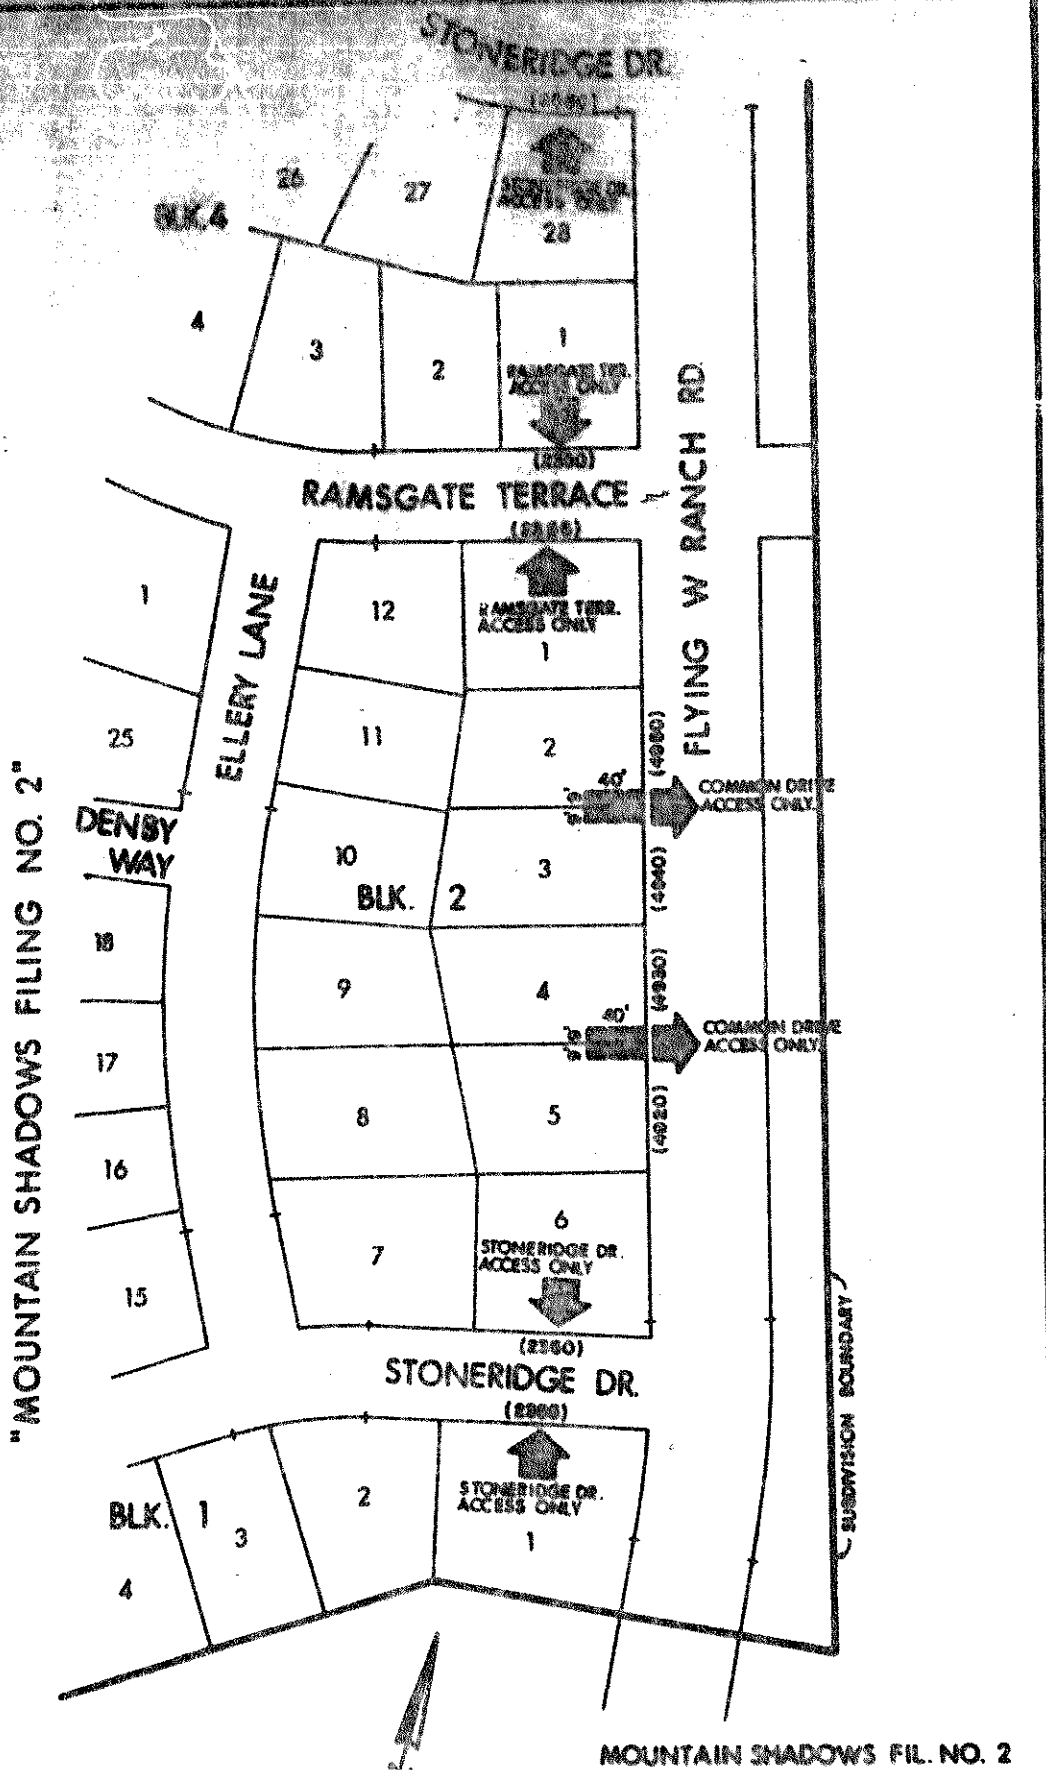 STONERIDGE DR.
26
27
BLK. 4
ACCESS ONLY
28
4
3
2
1
RAMSGATE TER.
ACCESS ONLY
RAMSGATE TERRACE
FLYING W RANCH RD.
ELLERY LANE
1
12
RAMSGATE TERR.
ACCESS ONLY
1
25
11
2
(4050)
40'
COMMON DRIVE
ACCESS ONLY.
DENBY
WAY
10
3
(4040)
BLK. 2
18
9
4
(4030)
40'
COMMON DRIVE
ACCESS ONLY.
17
8
5
(4020)
16
6
STONERIDGE DR.
ACCESS ONLY
7
15
(2360)
STONERIDGE DR.
STONERIDGE DR.
ACCESS ONLY
BLK. 1
2
3
1
4
SUBDIVISION BOUNDARY
"MOUNTAIN SHADOWS FILING NO. 2"
MOUNTAIN SHADOWS FIL. NO. 2